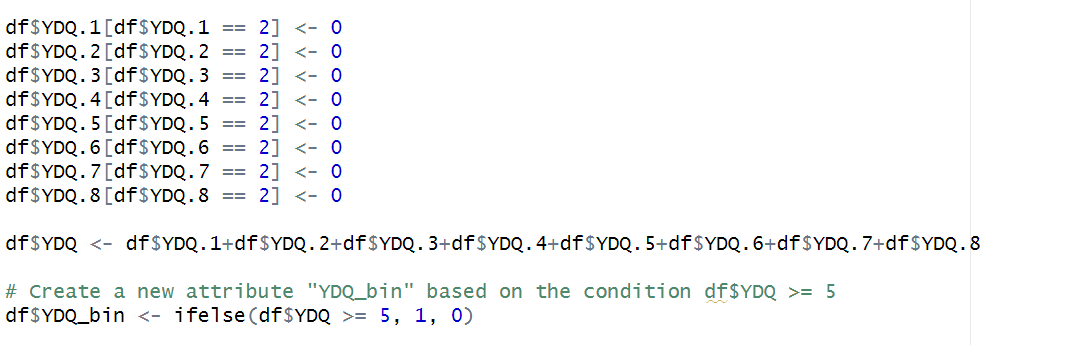 df$YDQ.1[df$YDQ.1 == 2] <- 0
df$YDQ.2[df$YDQ.2 == 2] <- 0
df$YDQ.3[df$YDQ.3 == 2] <- 0
df$YDQ.4[df$YDQ.4 == 2] <- 0
df$YDQ.5[df$YDQ.5 == 2] <- 0
df$YDQ.6[df$YDQ.6 == 2] <- 0
df$YDQ.7[df$YDQ.7 == 2] <- 0
df$YDQ.8[df$YDQ.8 == 2] <- 0
df$YDQ <- df$YDQ.1+df$YDQ.2+df$YDQ.3+df$YDQ.4+df$YDQ.5+df$YDQ.6+df$YDQ.7+df$YDQ.8
# Create a new attribute "YDQ_bin" based on the condition df$YDQ >= 5
df$YDQ_bin <- ifelse(df$YDQ >= 5, 1, 0)